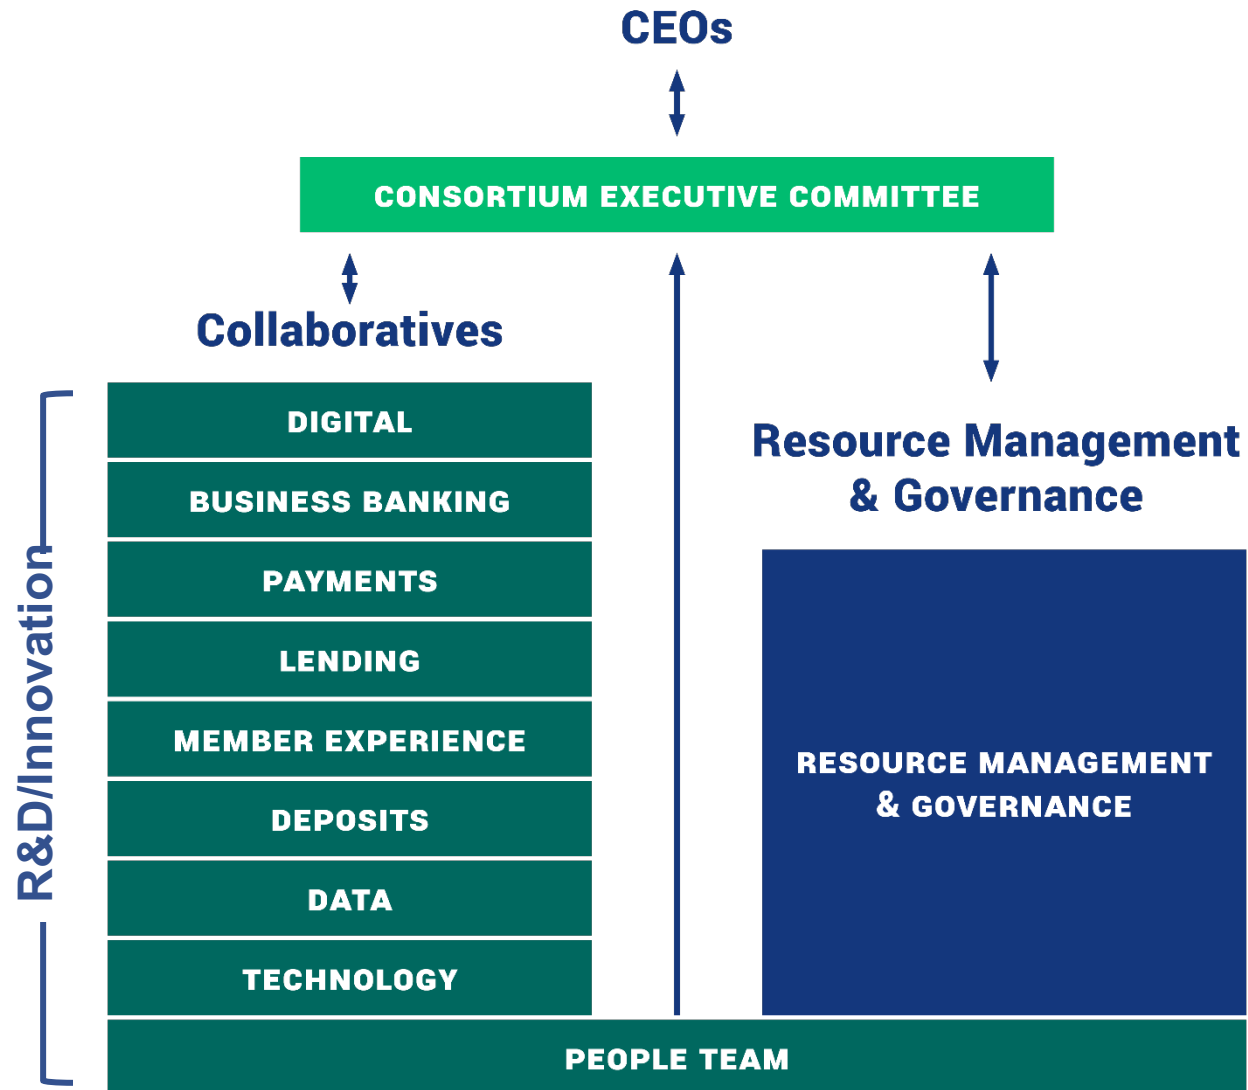 CEOs
CONSORTIUM EXECUTIVE COMMITTEE
Collaboratives
R&D/Innovation
DIGITAL
BUSINESS BANKING
PAYMENTS
LENDING
MEMBER EXPERIENCE
DEPOSITS
DATA
TECHNOLOGY
Resource Management
& Governance
RESOURCE MANAGEMENT
& GOVERNANCE
PEOPLE TEAM